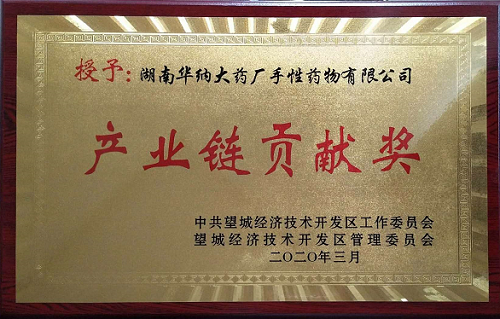 授予：湖南华纳大药厂手性药物有限公司
产业链贡献奖
中共望城经济技术开发区工作委员会
望城经济技术开发区管理委员会
二〇二〇年三月